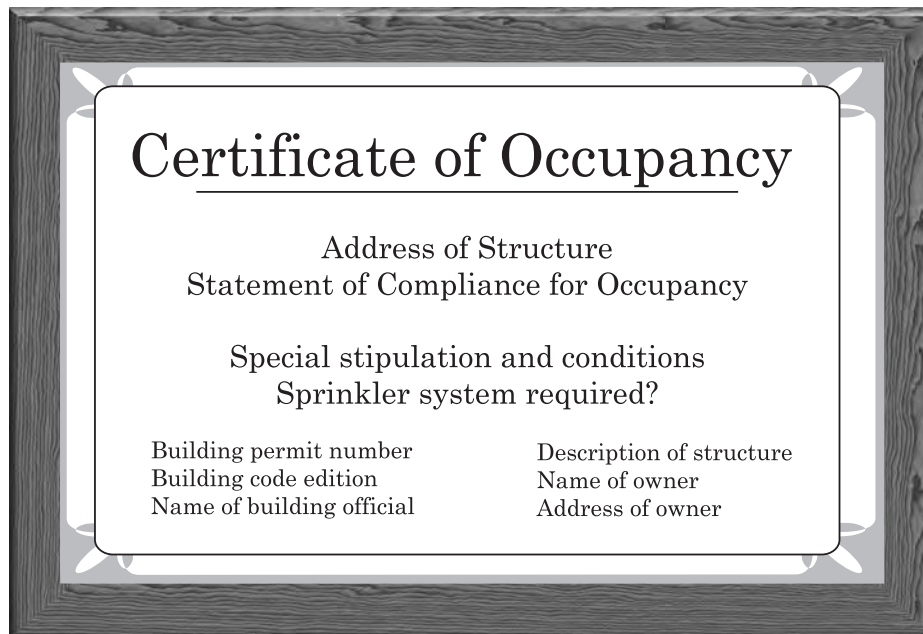 Certificate of Occupancy
Address of Structure
Statement of Compliance for Occupancy
Special stipulation and conditions
Sprinkler system required?
Building permit number
Building code edition
Name of building official
Description of structure
Name of owner
Address of owner